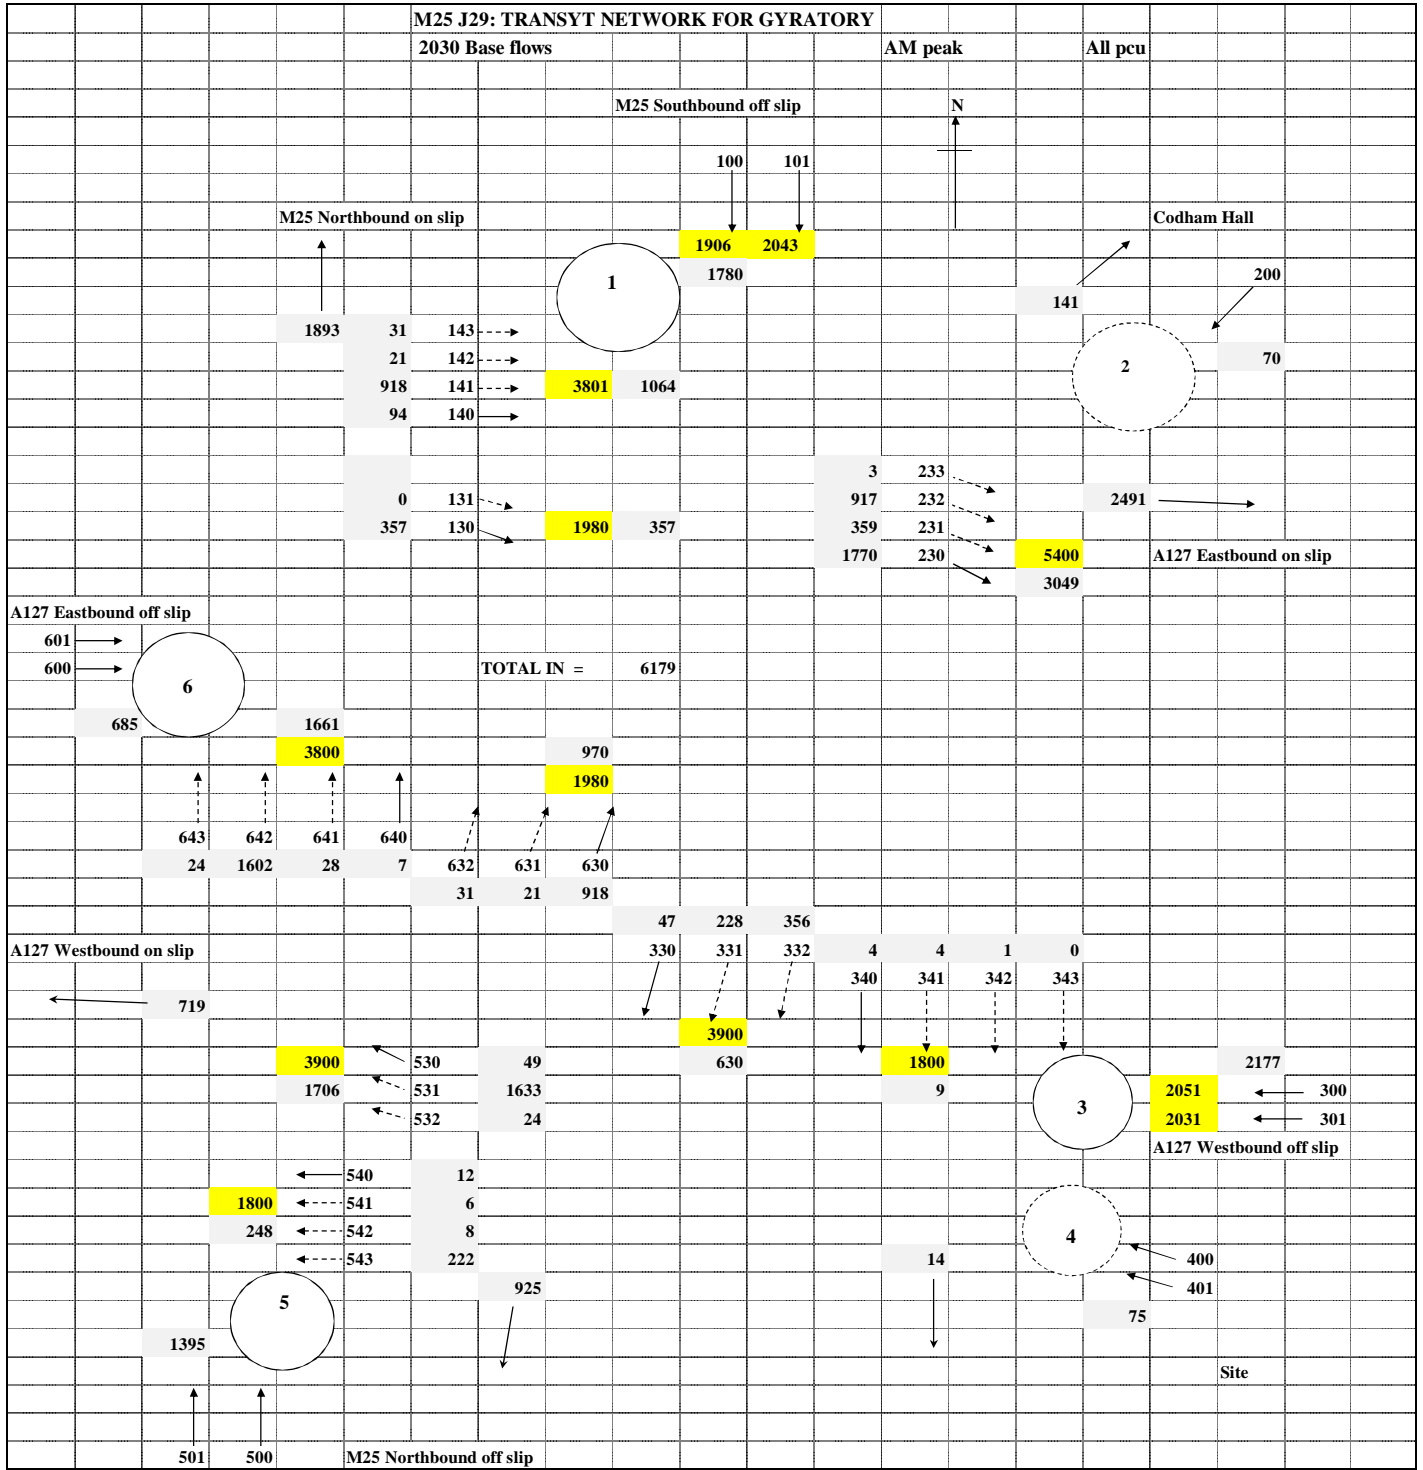 M25 J29: TRANSYT NETWORK FOR GYRATORY
2030 Base flows AM peak All pcu
M25 Southbound off slip N
100 101
M25 Northbound on slip Codham Hall
1906 2043
1 1780 200
141
1893 31 143
21 142 2 70
918 141 3801 1064
94 140
3 233
0 131 917 232 2491
357 130 1980 357 359 231
1770 230 5400 A127 Eastbound on slip
3049
A127 Eastbound off slip
601
600 TOTAL IN = 6179
6
685 1661
3800 970
1980
643 642 641 640
24 1602 28 7 632 631 630
31 21 918
47 228 356
A127 Westbound on slip 330 331 332 4 4 1 0
340 341 342 343
719
3900
3900 530 49 630 1800 2177
1706 531 1633 9 2051 300
532 24 3 2031 301
A127 Westbound off slip
540 12
1800 541 6
248 542 8 4
543 222 14 400
925 401
5 75
1395
Site
501 500 M25 Northbound off slip